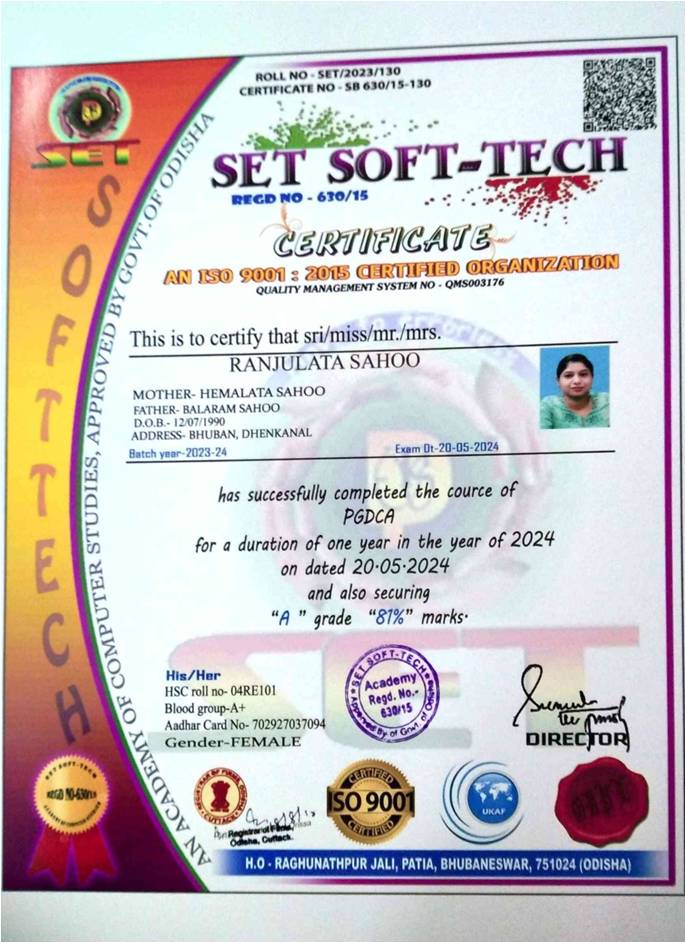 ROLL NO - SET/2023/130
CERTIFICATE NO - SB 630/15-130
SET
SOFTTECH
AN ACADEMY OF COMPUTER STUDIES, APPROVED BY GOVT. OF ODISHA
SET SOFT-TECH
REGD NO - 630/15
CERTIFICATE
AN ISO 9001 : 2015 CERTIFIED ORGANIZATION
QUALITY MANAGEMENT SYSTEM NO - QMS003176
This is to certify that sri/miss/mr./mrs.
RANJULATA SAHOO
MOTHER- HEMALATA SAHOO
FATHER- BALARAM SAHOO
D.O.B.- 12/07/1990
ADDRESS- BHUBAN, DHENKANAL
Batch year-2023-24 Exam Dt-20-05-2024
has successfully completed the cource of
PGDCA
for a duration of one year in the year of 2024
on dated 20.05.2024
and also securing
“A ” grade “81%” marks.
His/Her
HSC roll no- 04RE101
Blood group-A+
Aadhar Card No- 702927037094
Gender-FEMALE
SET SOFT-TECH
Academy
Regd. No.-
630/15
Approved By of Govt of Odisha
DIRECTOR
SETSOFT-TECH
REGD NO-630/15
Registrar of Firms,
Odisha, Cuttack.
CERTIFIED
ISO 9001
CERTIFIED
UKAF
H.O - RAGHUNATHPUR JALI, PATIA, BHUBANESWAR, 751024 (ODISHA)